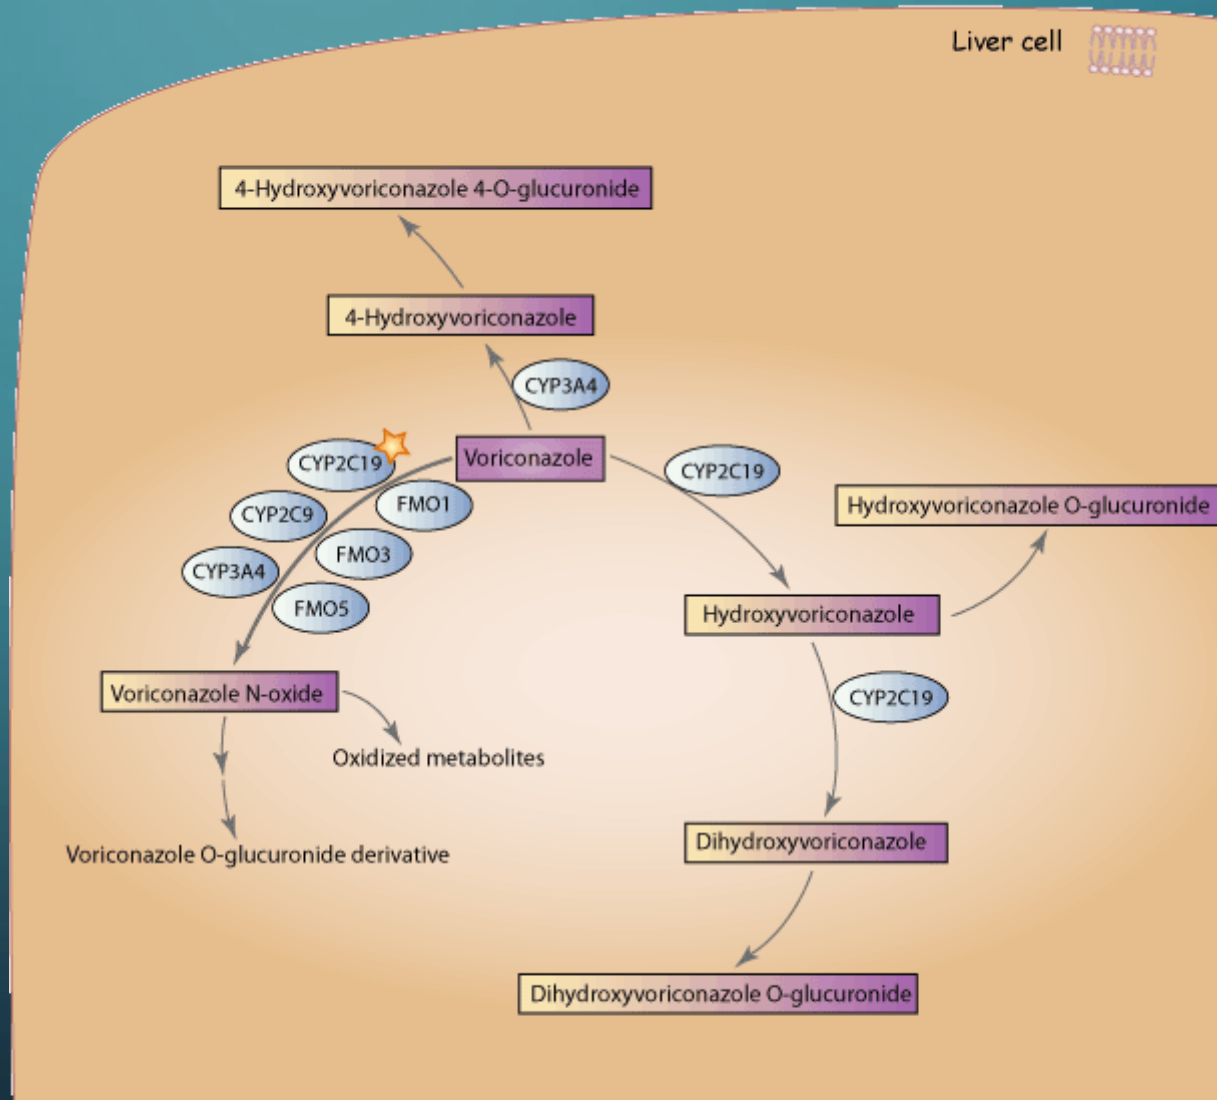 Liver cell
4-Hydroxyvoriconazole 4-O-glucuronide
4-Hydroxyvoriconazole
CYP3A4
Voriconazole
CYP2C19
FMO1
CYP2C9
FMO3
CYP3A4
FMO5
CYP2C19
Hydroxyvoriconazole O-glucuronide
Hydroxyvoriconazole
CYP2C19
Voriconazole N-oxide
Oxidized metabolites
Voriconazole O-glucuronide derivative
Dihydroxyvoriconazole
Dihydroxyvoriconazole O-glucuronide